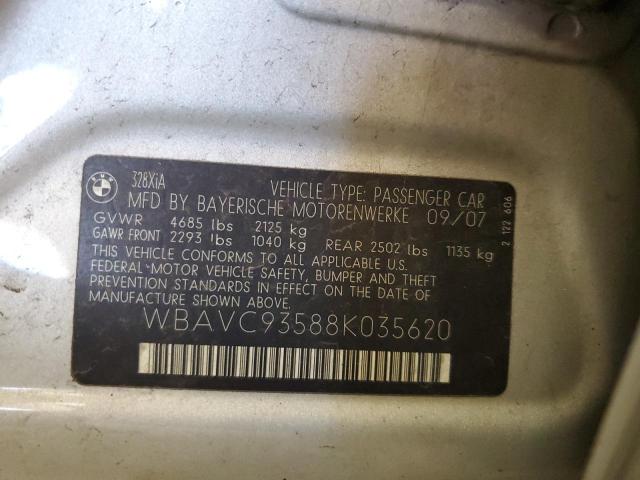 BMW
328XiA
VEHICLE TYPE: PASSENGER CAR
MFD BY BAYERISCHE MOTORENWERKE 09/07
GVWR 4685 lbs 2125 kg
GAWR FRONT 2293 lbs 1040 kg REAR 2502 lbs 1135 kg
THIS VEHICLE CONFORMS TO ALL APPLICABLE U.S.
FEDERAL MOTOR VEHICLE SAFETY, BUMPER AND THEFT
PREVENTION STANDARDS IN EFFECT ON THE DATE OF
MANUFACTURE SHOWN ABOVE.
WBAVC93588K035620
2 122 606